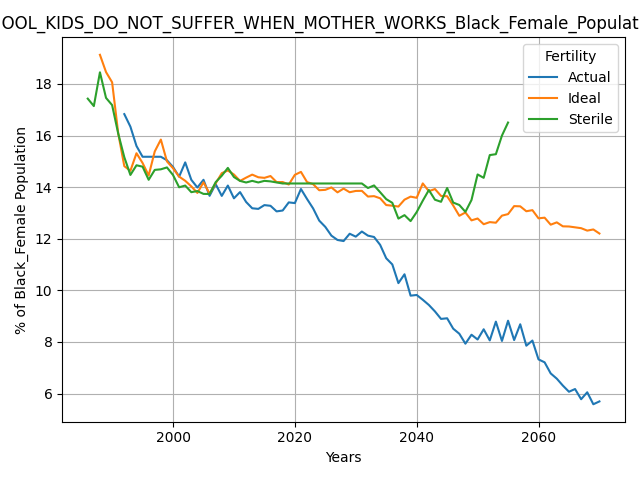 OOL_KIDS_DO_NOT_SUFFER_WHEN_MOTHER_WORKS_Black_Female_Populat
Fertility
Actual
Ideal
Sterile
% of Black_Female Population
18
16
14
12
10
8
6
2000 2020 2040 2060
Years